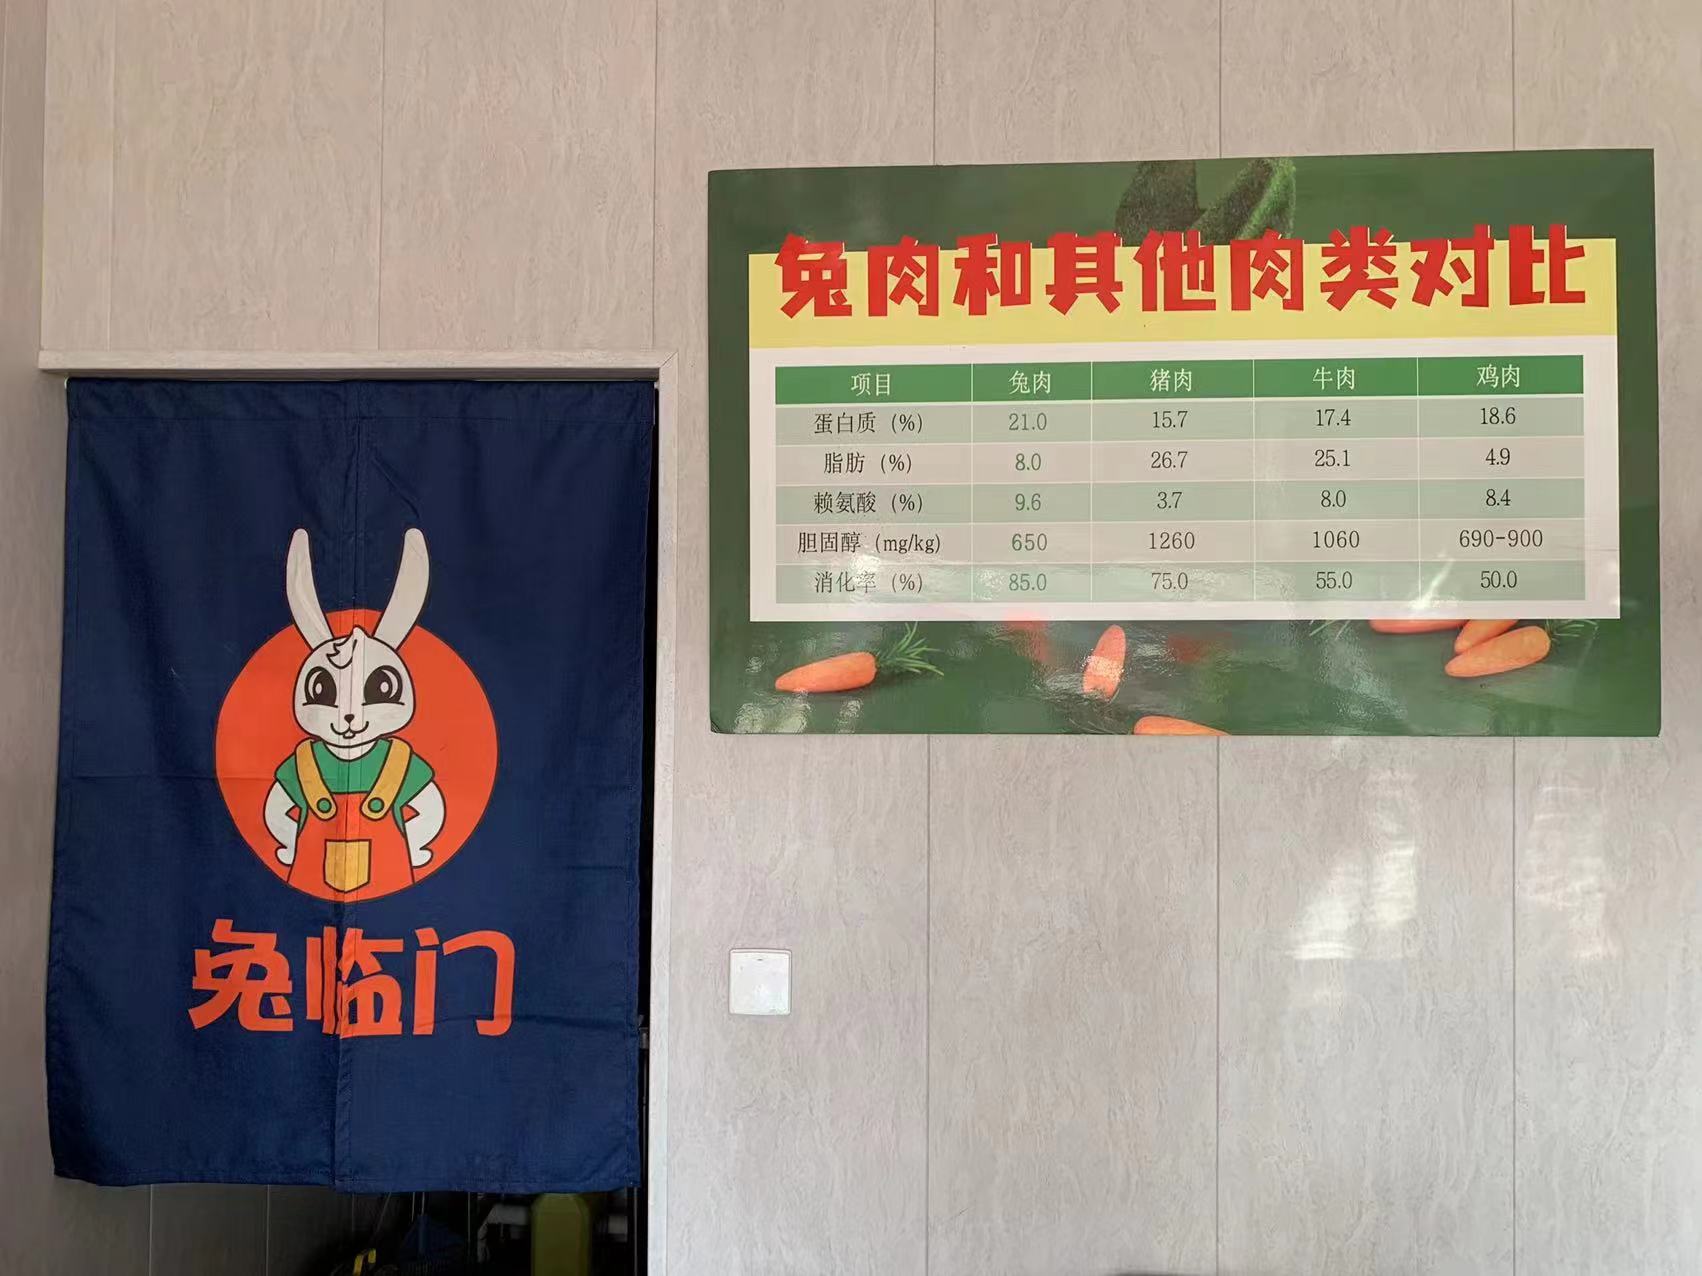 兔肉和其他肉类对比
项目 兔肉 猪肉 牛肉 鸡肉
蛋白质（%） 21.0 15.7 17.4 18.6
脂肪（%） 8.0 26.7 25.1 4.9
赖氨酸（%） 9.6 3.7 8.0 8.4
胆固醇（mg/kg） 650 1260 1060 690-900
消化率（%） 85.0 75.0 55.0 50.0
兔临门